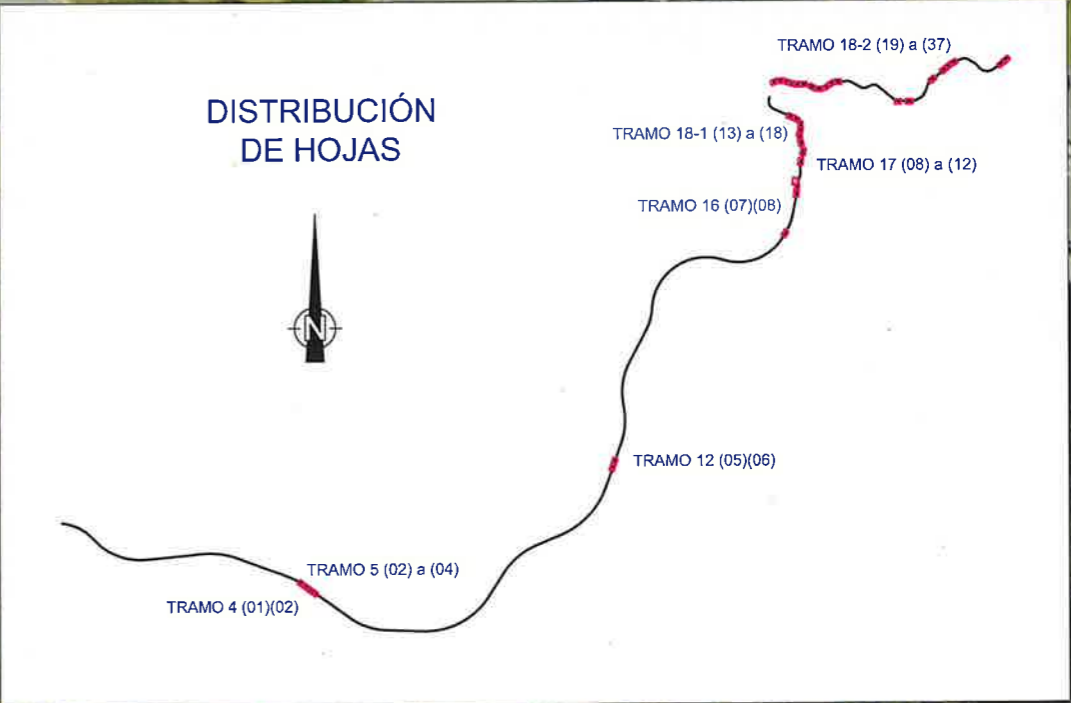 DISTRIBUCIÓN
DE HOJAS
N
TRAMO 18-2 (19) a (37)
TRAMO 18-1 (13) a (18)
TRAMO 17 (08) a (12)
TRAMO 16 (07)(08)
TRAMO 12 (05)(06)
TRAMO 5 (02) a (04)
TRAMO 4 (01)(02)